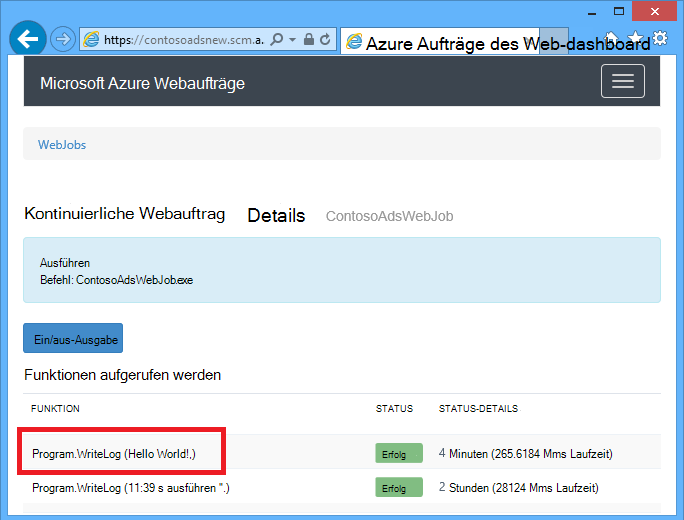 https://contosoadsnew.scm.a. Azure Aufträge des Web-dashboard
Microsoft Azure Webaufträge
WebJobs
Kontinuierliche Webauftrag Details ContosoAdsWebJob
Ausführen
Befehl: ContosoAdsWebJob.exe
Ein/aus-Ausgabe
Funktionen aufgerufen werden
FUNKTION STATUS STATUS-DETAILS
Program.WriteLog (Hello World!,) Erfolg 4 Minuten (265.6184 Mms Laufzeit)
Program.WriteLog (11:39 s ausführen ".) Erfolg 2 Stunden (28124 Mms Laufzeit)